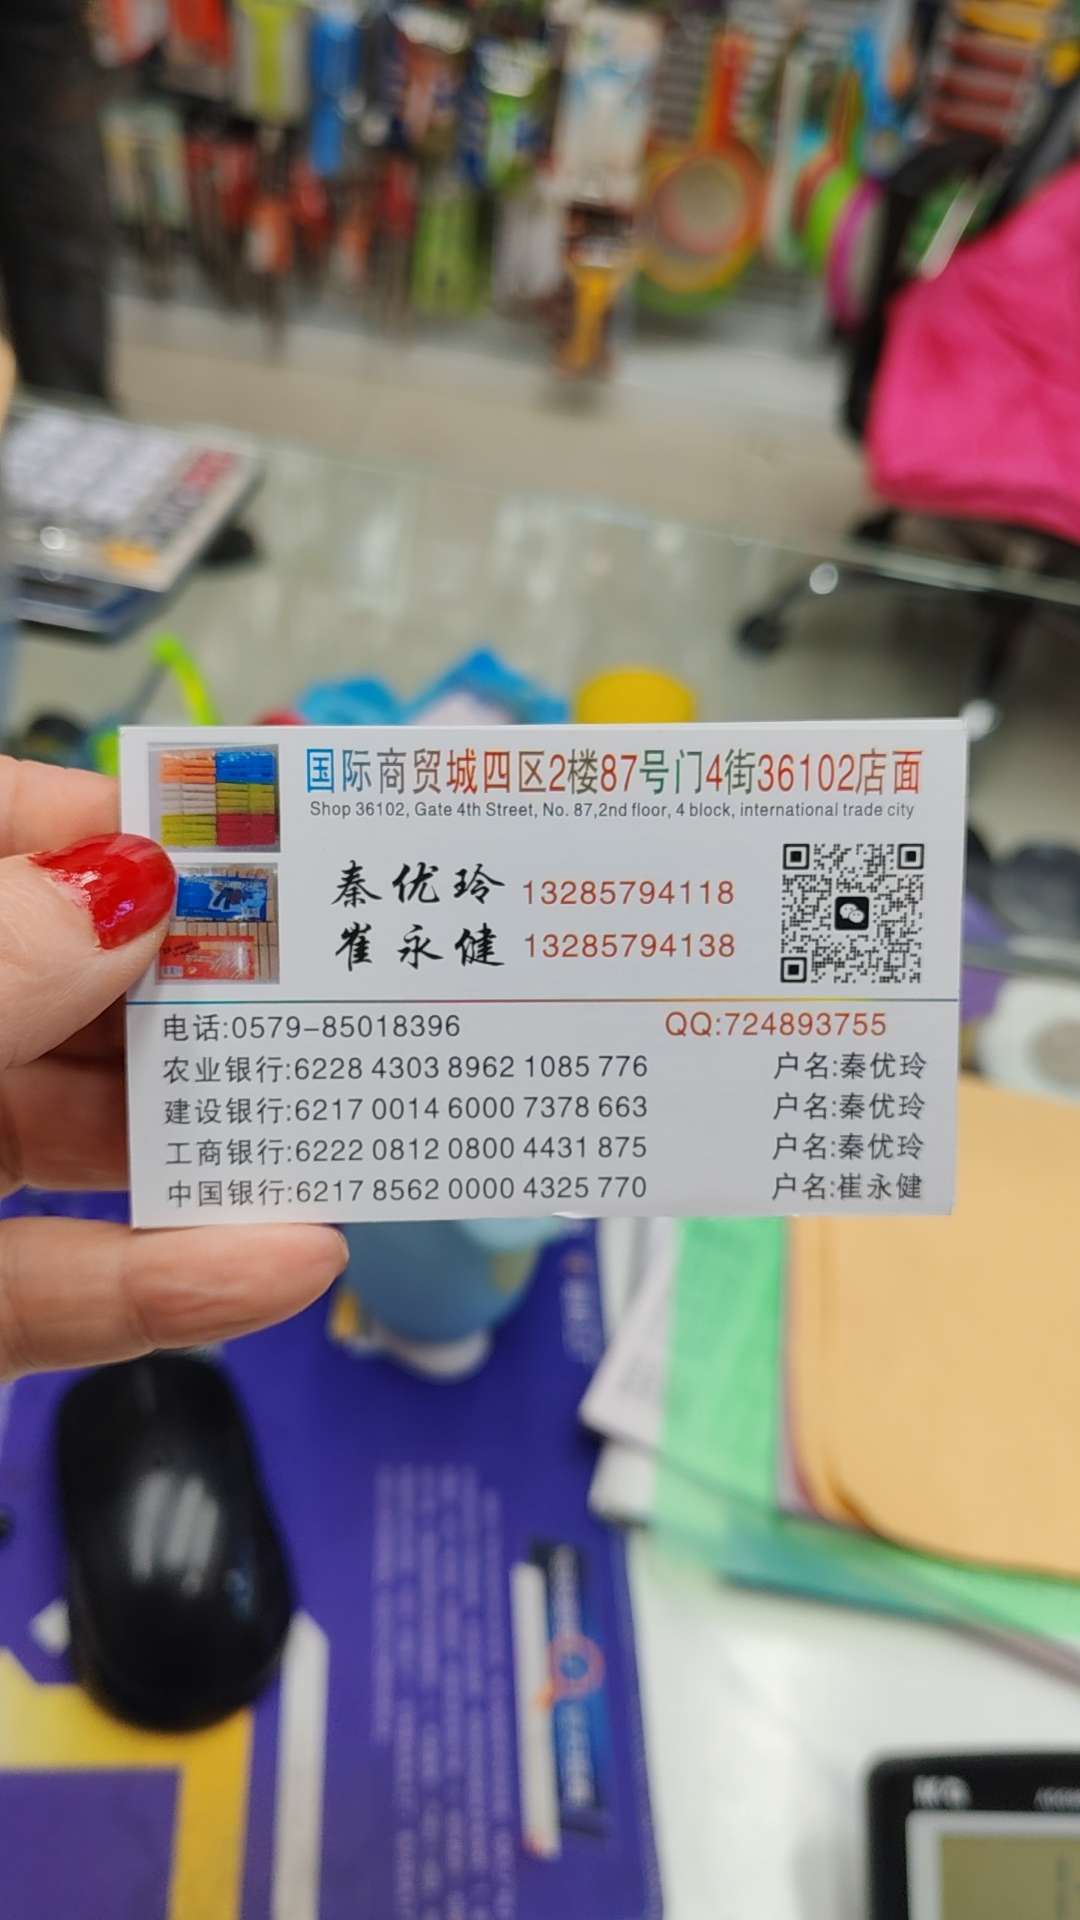 国际商贸城四区2楼87号门4街36102店面
Shop 36102, Gate 4th Street, No. 87,2nd floor, 4 block, international trade city
秦优玲 13285794118
崔永健 13285794138
电话:0579-85018396 QQ:724893755
农业银行:6228 4303 8962 1085 776 户名:秦优玲
建设银行:6217 0014 6000 7378 663 户名:秦优玲
工商银行:6222 0812 0800 4431 875 户名:秦优玲
中国银行:6217 8562 0000 4325 770 户名:崔永健